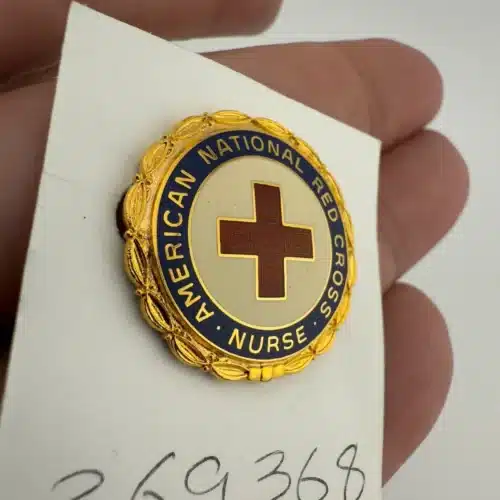 AMERICAN NATIONAL RED CROSS
· NURSE ·
269368